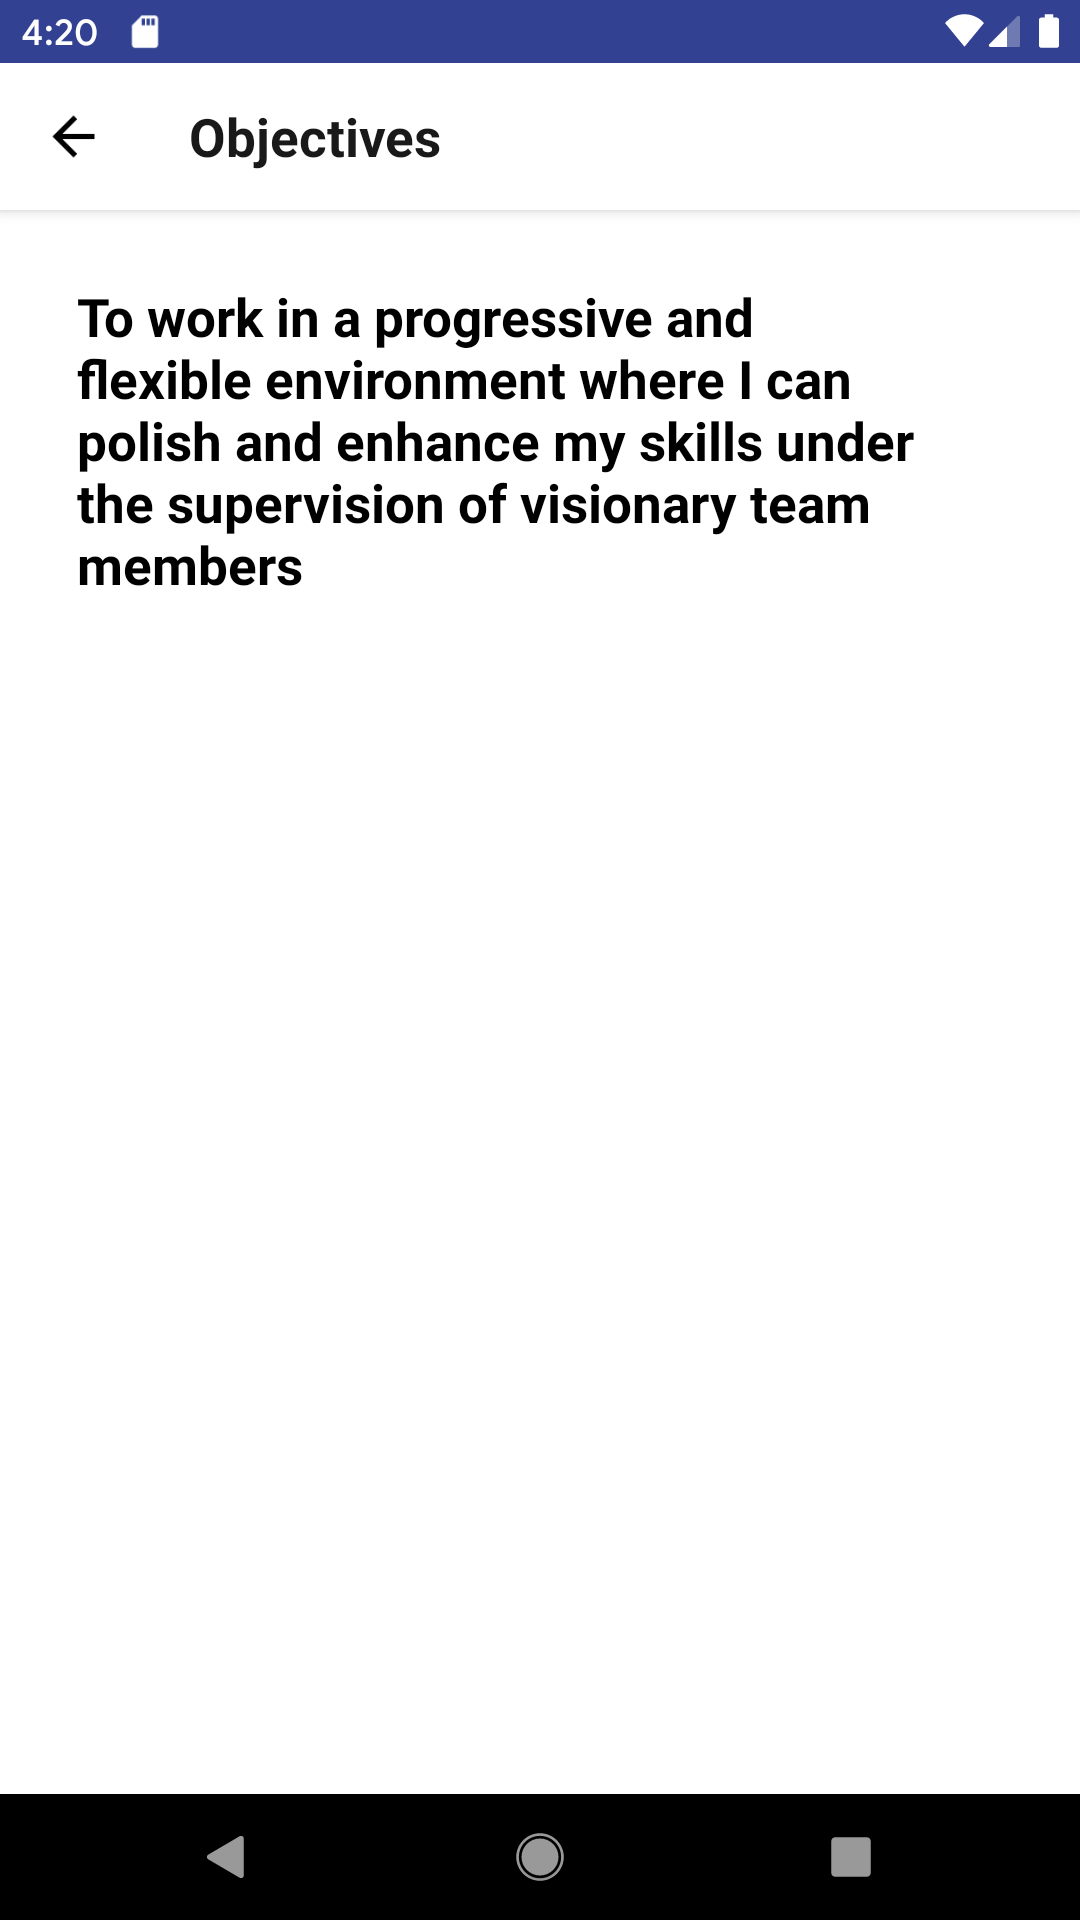 4:20
Objectives
To work in a progressive and
flexible environment where I can
polish and enhance my skills under
the supervision of visionary team
members